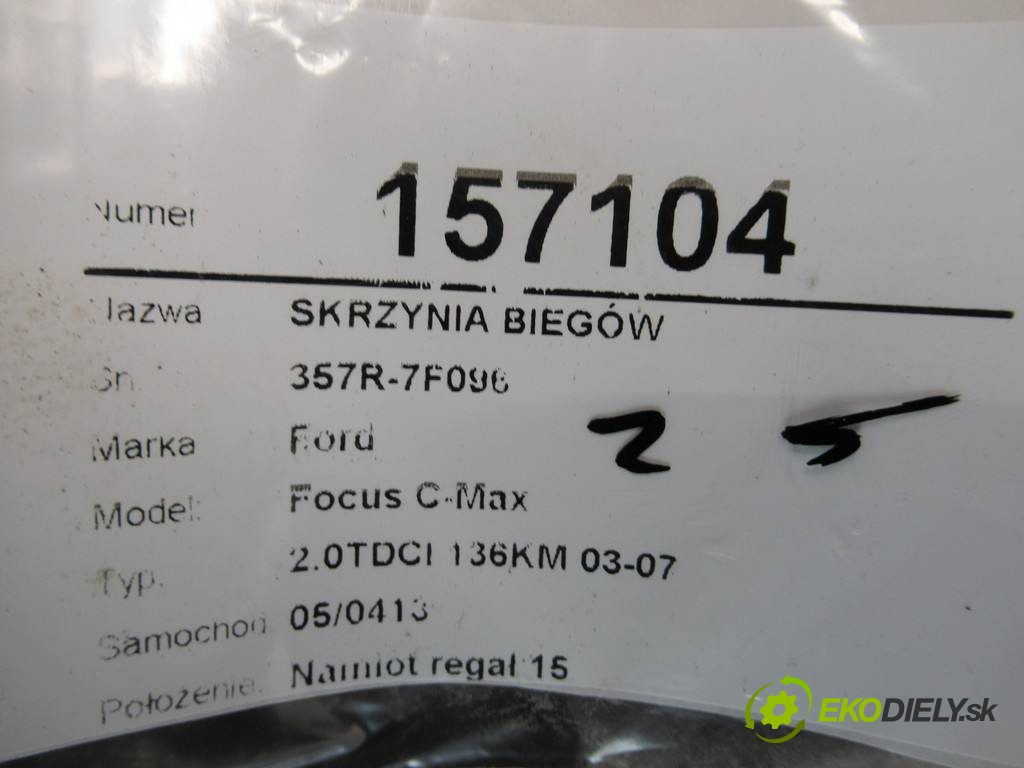 Numer 157104
Nazwa SKRZYNIA BIEGÓW
Sn. 357R-7F096
Marka Ford
2 5
Model: Focus C-Max
Typ. 2.0TDCI 136KM 03-07
Samochod 05/0413
Położenie. Namiot regał 15
EKODIELY.sk